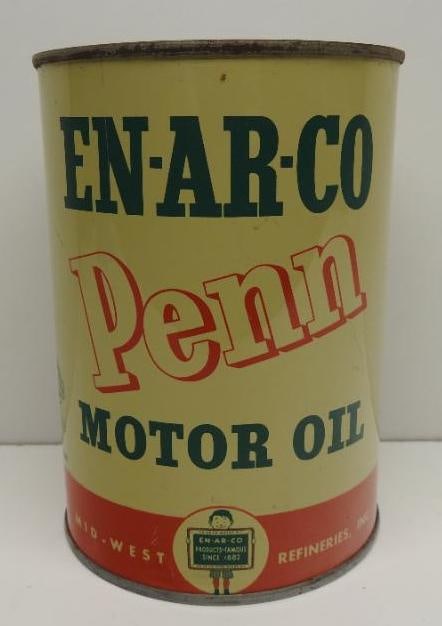 EN-AR-CO
Penn
MOTOR OIL
MID-WEST
EN-AR-CO
PRODUCTS-FAMOUS
SINCE 1882
REFINERIES, INC.